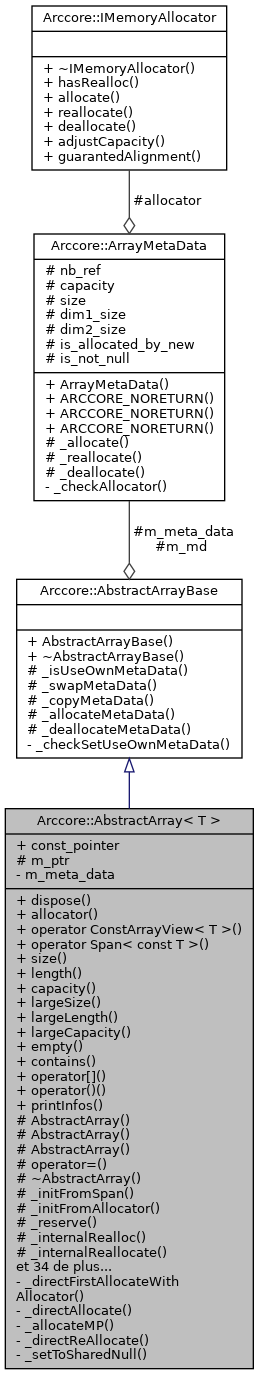 Arccore::IMemoryAllocator
+ ~IMemoryAllocator()
+ hasRealloc()
+ allocate()
+ reallocate()
+ deallocate()
+ adjustCapacity()
+ guarantedAlignment()
#allocator
Arccore::ArrayMetaData
# nb_ref
# capacity
# size
# dim1_size
# dim2_size
# is_allocated_by_new
# is_not_null
+ ArrayMetaData()
+ ARCCORE_NORETURN()
+ ARCCORE_NORETURN()
+ ARCCORE_NORETURN()
# _allocate()
# _reallocate()
# _deallocate()
- _checkAllocator()
#m_meta_data
#m_md
Arccore::AbstractArrayBase
+ AbstractArrayBase()
+ ~AbstractArrayBase()
# _isUseOwnMetaData()
# _swapMetaData()
# _copyMetaData()
# _allocateMetaData()
# _deallocateMetaData()
- _checkSetUseOwnMetaData()
Arccore::AbstractArray< T >
+ const_pointer
# m_ptr
- m_meta_data
+ dispose()
+ allocator()
+ operator ConstArrayView< T >()
+ operator Span< const T >()
+ size()
+ length()
+ capacity()
+ largeSize()
+ largeLength()
+ largeCapacity()
+ empty()
+ contains()
+ operator[]()
+ operator()()
+ printInfos()
# AbstractArray()
# AbstractArray()
# AbstractArray()
# operator=()
# ~AbstractArray()
# _initFromSpan()
# _initFromAllocator()
# _reserve()
# _internalRealloc()
# _internalReallocate()
et 34 de plus...
- _directFirstAllocateWith
Allocator()
- _directAllocate()
- _allocateMP()
- _directReAllocate()
- _setToSharedNull()